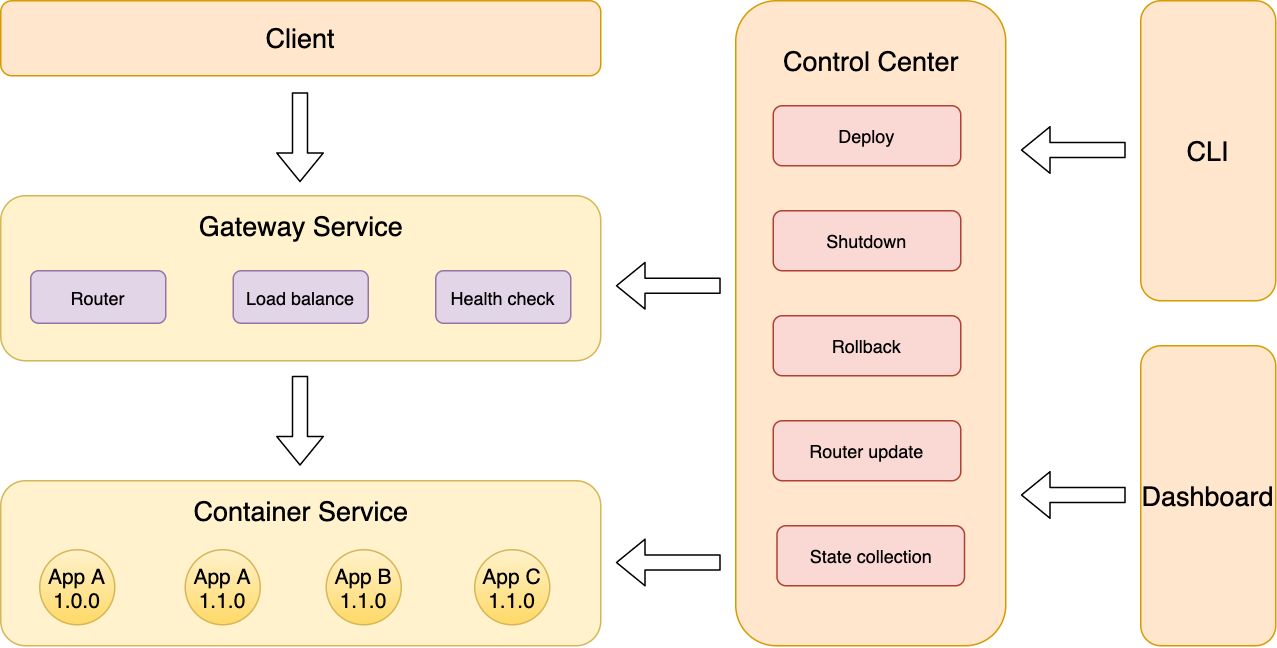 Client
Gateway Service
Router
Load balance
Health check
Container Service
App A
1.0.0
App A
1.1.0
App B
1.1.0
App C
1.1.0
Control Center
Deploy
Shutdown
Rollback
Router update
State collection
CLI
Dashboard